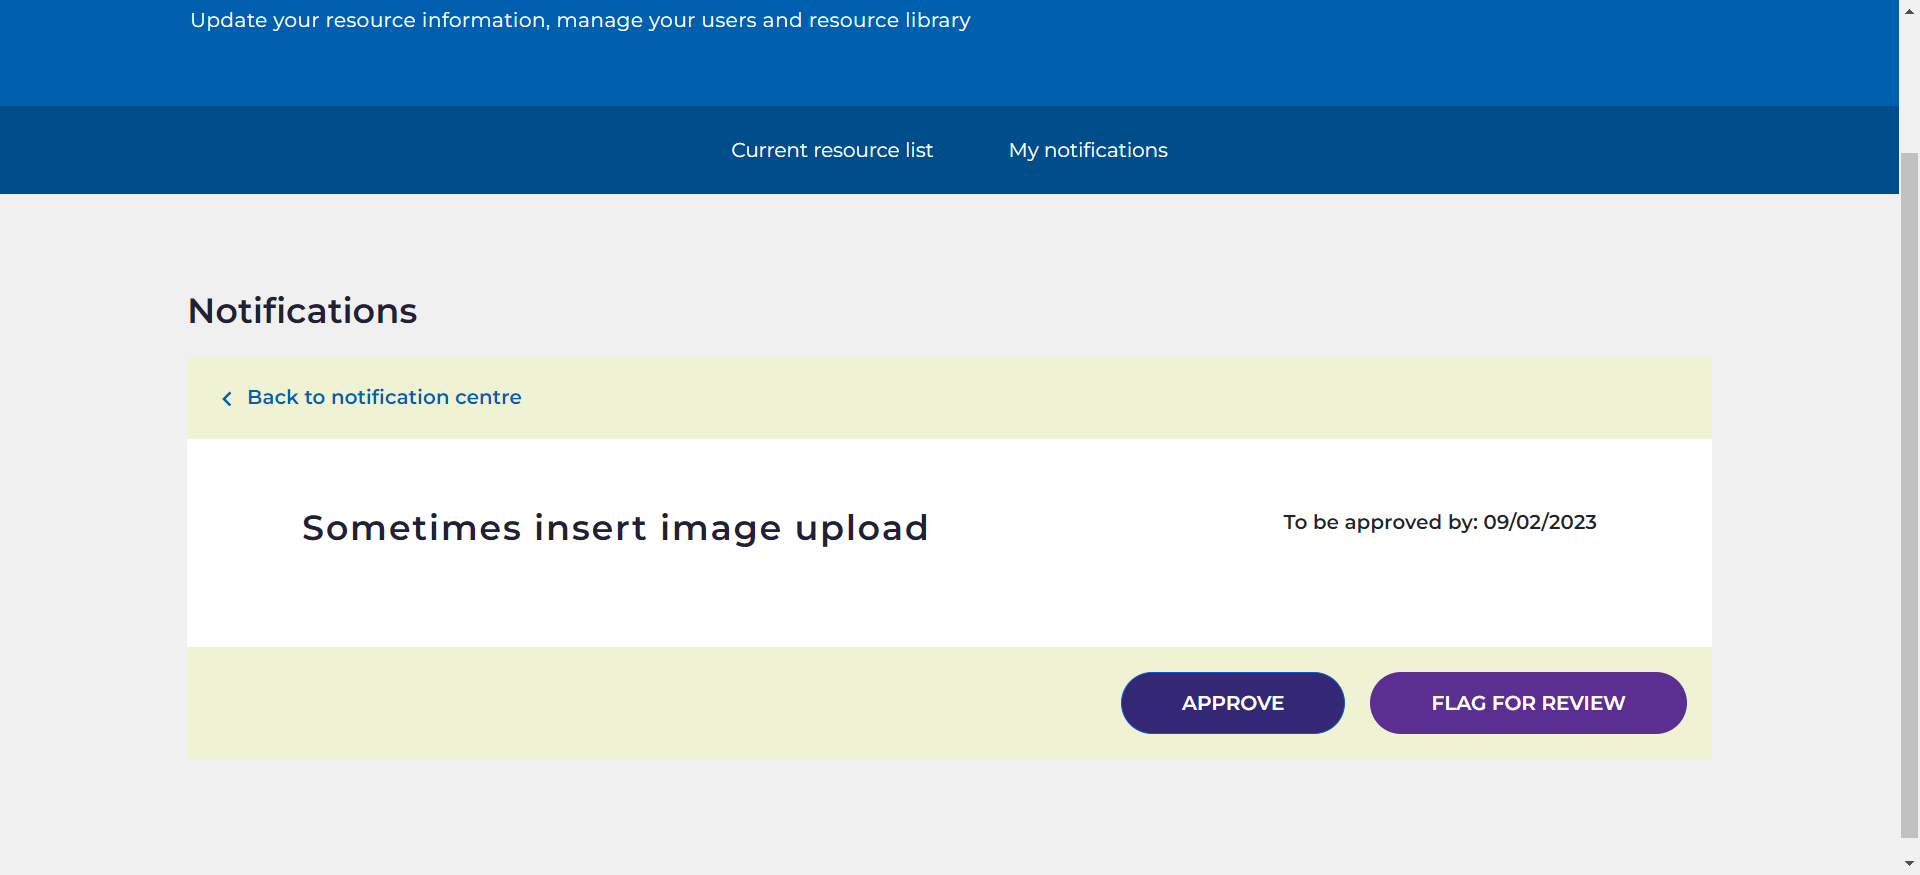 Update your resource information, manage your users and resource library
Current resource list
My notifications
Notifications
Back to notification centre
Sometimes insert image upload
To be approved by: 09/02/2023
APPROVE
FLAG FOR REVIEW